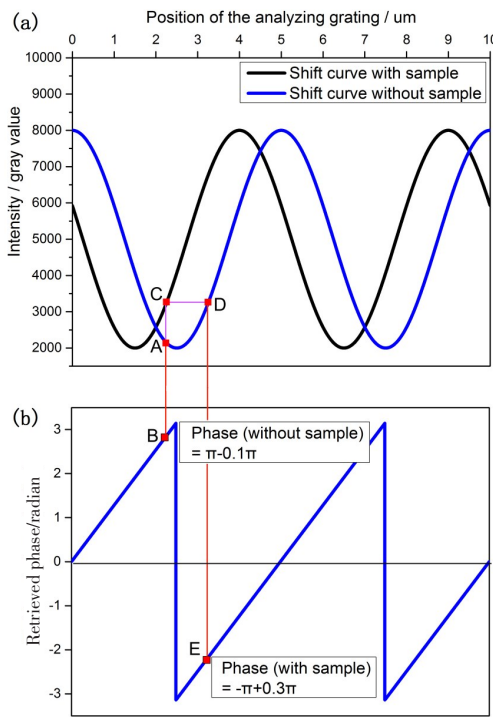 Position of the analyzing grating / um
(a)
0 1 2 3 4 5 6 7 8 9 10
Intensity / gray value
10000
9000
8000
7000
6000
5000
4000
3000
2000
Shift curve with sample
Shift curve without sample
C
D
A
(b)
Retrieved phase/radian
3
2
1
0
-1
-2
-3
B
Phase (without sample)
= π-0.1π
E
Phase (with sample)
= -π+0.3π